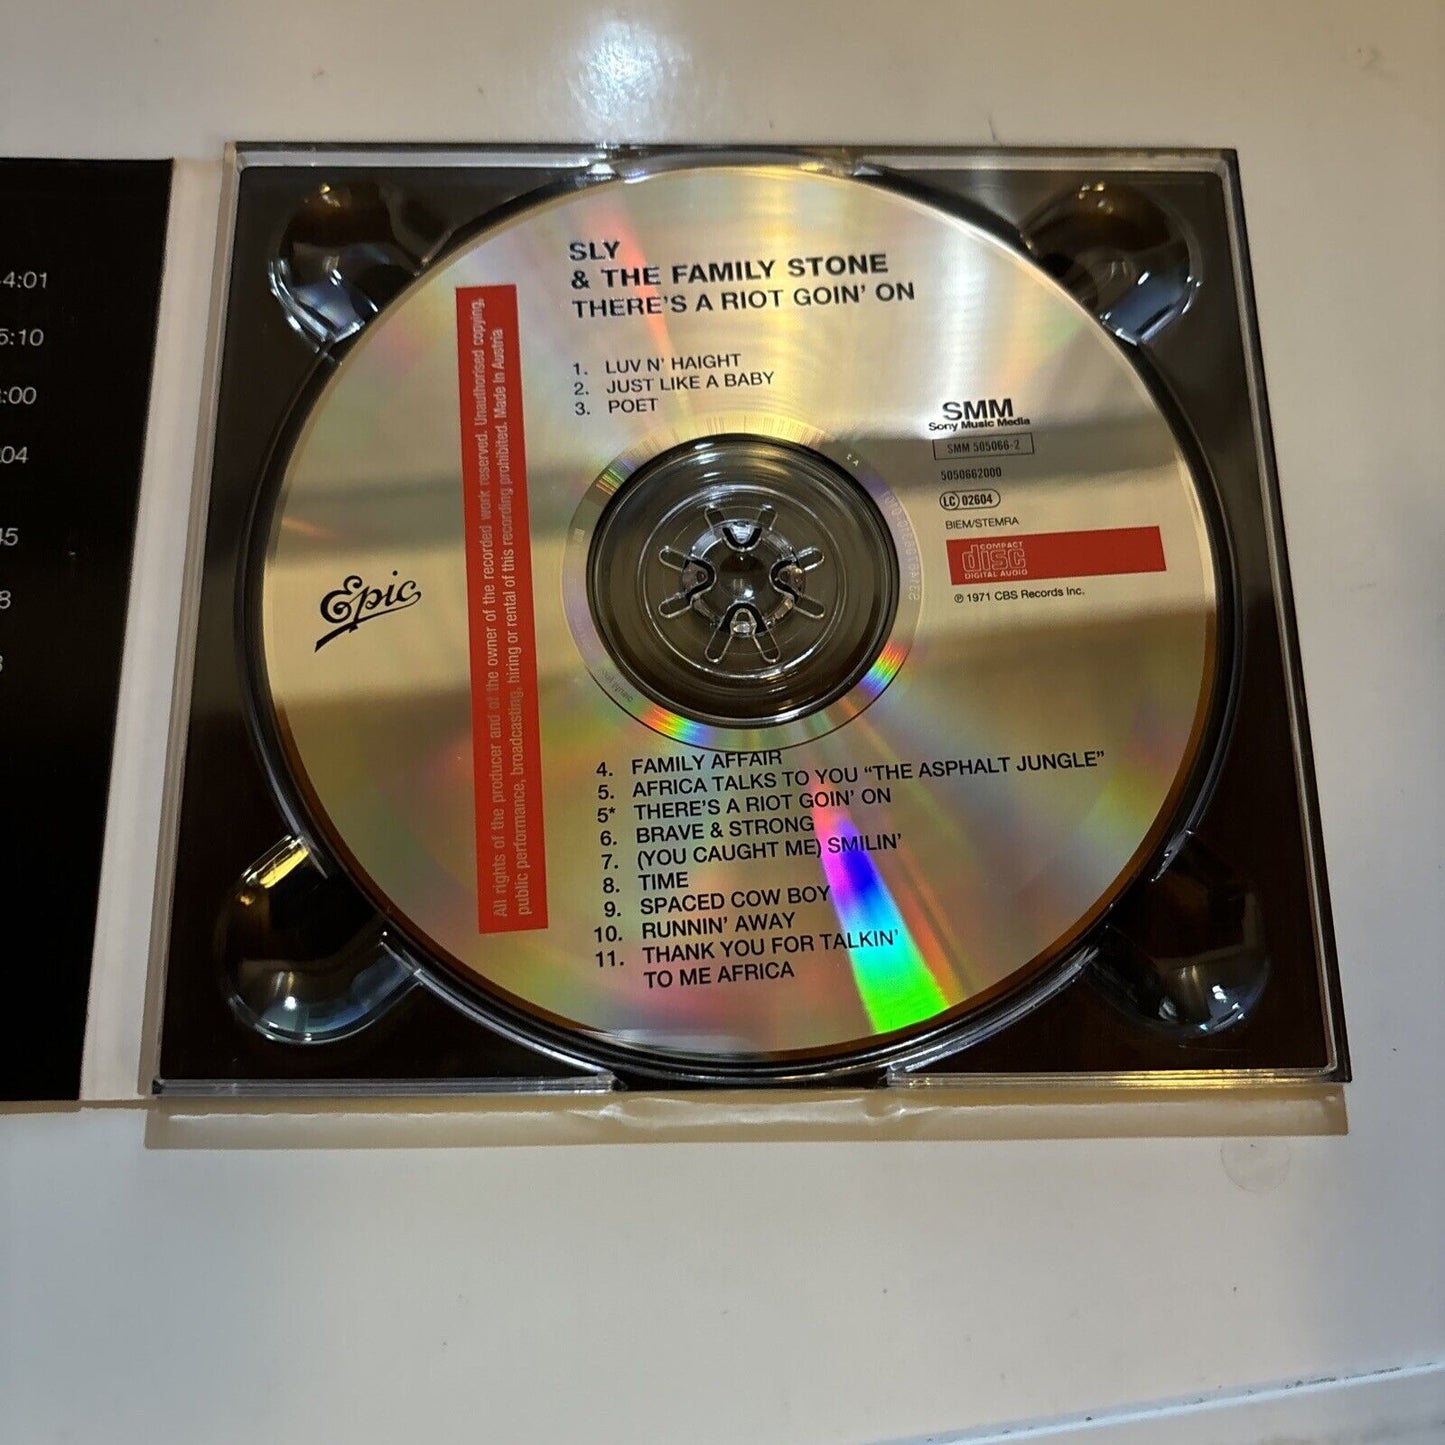 4:01
5:10
:00
:04
45
8
3
SLY
& THE FAMILY STONE
THERE'S A RIOT GOIN' ON
1. LUV N' HAIGHT
2. JUST LIKE A BABY
3. POET
All rights of the producer and of the owner of the recorded work reserved. Unauthorised copying,
public performance, broadcasting, hiring or rental of this recording prohibited. Made In Austria
Epic
SMM
Sony Music Media
SMM 505066-2
5050662000
LC 02604
BIEM/STEMRA
COMPACT
disc
DIGITAL AUDIO
℗ 1971 CBS Records Inc.
4. FAMILY AFFAIR
5. AFRICA TALKS TO YOU “THE ASPHALT JUNGLE”
5* THERE'S A RIOT GOIN' ON
6. BRAVE & STRONG
7. (YOU CAUGHT ME) SMILIN'
8. TIME
9. SPACED COW BOY
10. RUNNIN' AWAY
11. THANK YOU FOR TALKIN'
TO ME AFRICA